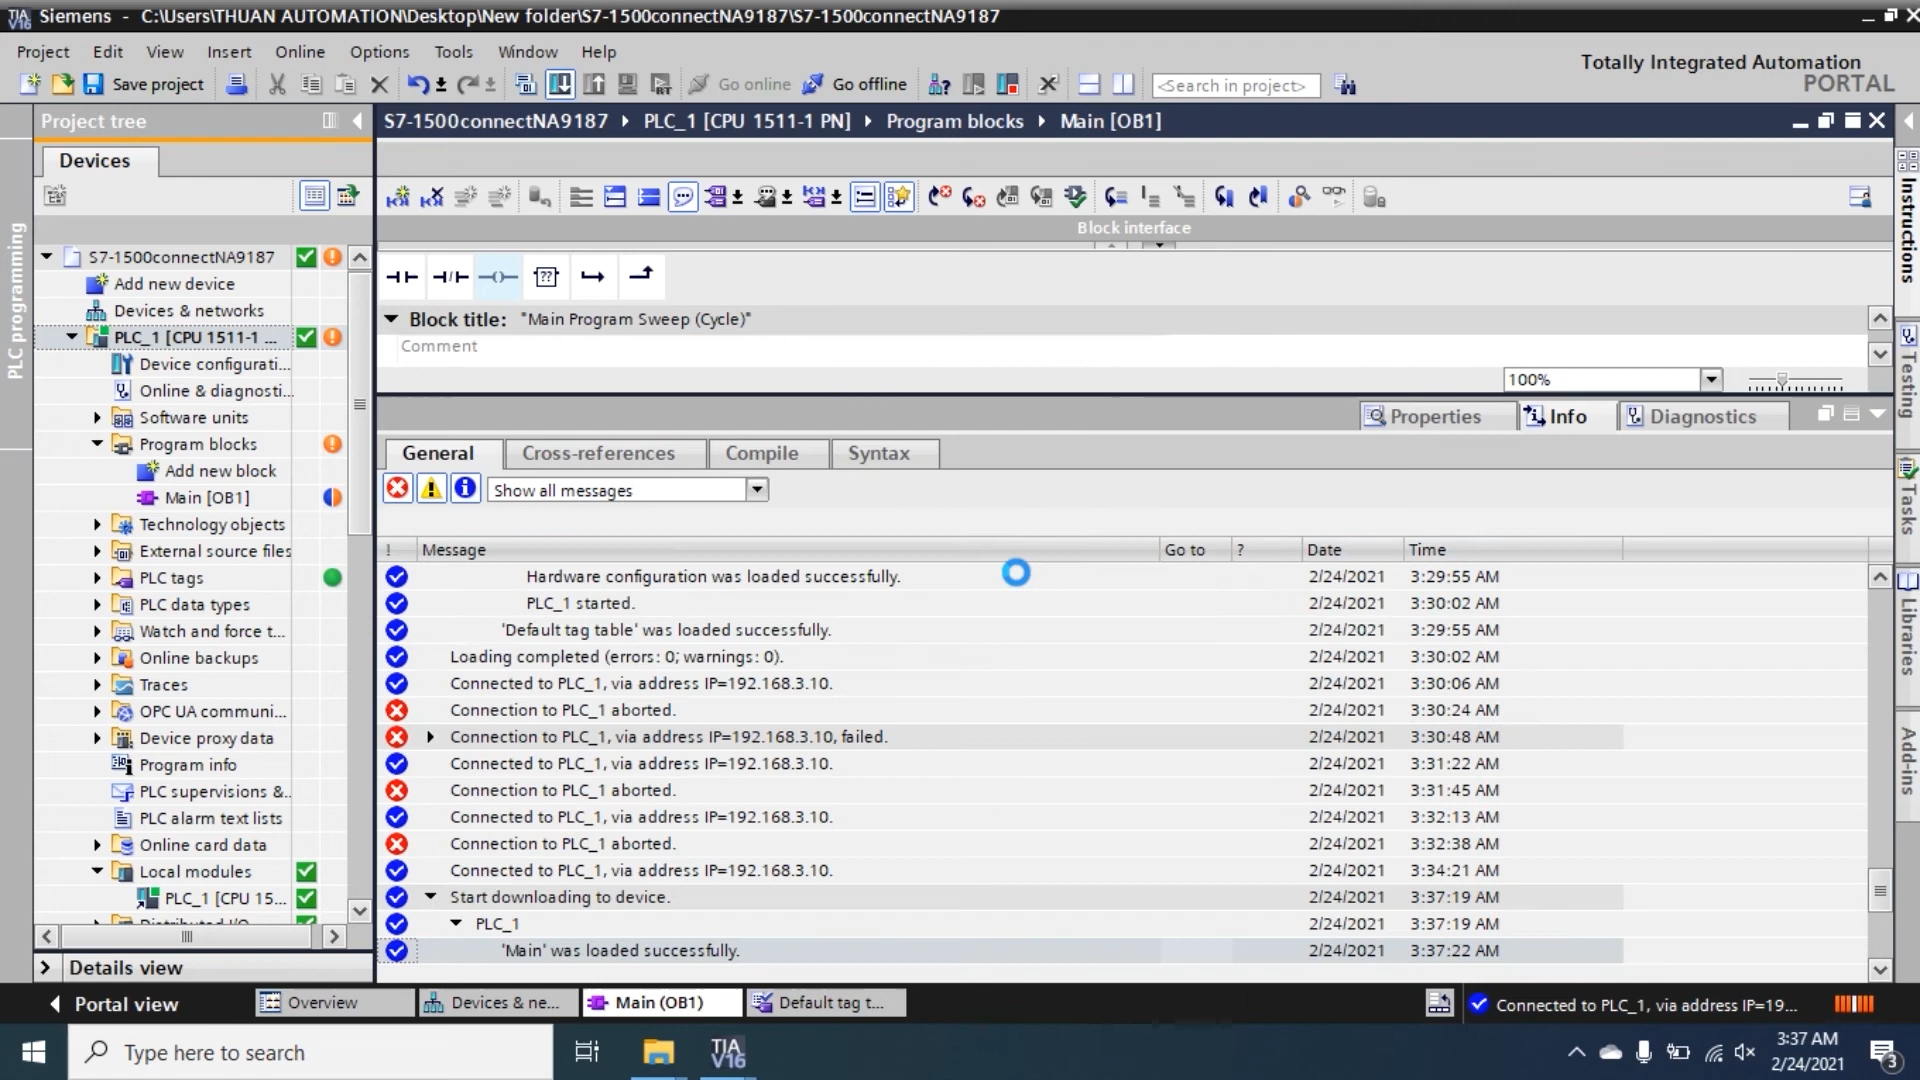 TIA V16 Siemens - C:\Users\THUAN AUTOMATION\Desktop\New folder\S7-1500connectNA9187\S7-1500connectNA9187
Project Edit View Insert Online Options Tools Window Help
Totally Integrated Automation
PORTAL
Save project
Go online
Go offline
<Search in project>
Project tree
S7-1500connectNA9187 ▸ PLC_1 [CPU 1511-1 PN] ▸ Program blocks ▸ Main [OB1]
Devices
PLC programming
S7-1500connectNA9187
Add new device
Devices & networks
PLC_1 [CPU 1511-1 ...
Device configurati...
Online & diagnosti...
Software units
Program blocks
Add new block
Main [OB1]
Technology objects
External source files
PLC tags
PLC data types
Watch and force t...
Online backups
Traces
OPC UA communi...
Device proxy data
Program info
PLC supervisions &..
PLC alarm text lists
Online card data
Local modules
PLC_1 [CPU 15...
Details view
Block interface
??
Block title: "Main Program Sweep (Cycle)"
Comment
100%
Properties
Info
Diagnostics
General
Cross-references
Compile
Syntax
Show all messages
! Message Go to ? Date Time
Hardware configuration was loaded successfully. 2/24/2021 3:29:55 AM
PLC_1 started. 2/24/2021 3:30:02 AM
'Default tag table' was loaded successfully. 2/24/2021 3:29:55 AM
Loading completed (errors: 0; warnings: 0). 2/24/2021 3:30:02 AM
Connected to PLC_1, via address IP=192.168.3.10. 2/24/2021 3:30:06 AM
Connection to PLC_1 aborted. 2/24/2021 3:30:24 AM
Connection to PLC_1, via address IP=192.168.3.10, failed. 2/24/2021 3:30:48 AM
Connected to PLC_1, via address IP=192.168.3.10. 2/24/2021 3:31:22 AM
Connection to PLC_1 aborted. 2/24/2021 3:31:45 AM
Connected to PLC_1, via address IP=192.168.3.10. 2/24/2021 3:32:13 AM
Connection to PLC_1 aborted. 2/24/2021 3:32:38 AM
Connected to PLC_1, via address IP=192.168.3.10. 2/24/2021 3:34:21 AM
Start downloading to device. 2/24/2021 3:37:19 AM
PLC_1 2/24/2021 3:37:19 AM
'Main' was loaded successfully. 2/24/2021 3:37:22 AM
Instructions
Testing
Tasks
Libraries
Add-ins
Portal view
Overview
Devices & ne...
Main (OB1)
Default tag t...
Connected to PLC_1, via address IP=19...
Type here to search
TIA V16
3:37 AM
2/24/2021
3